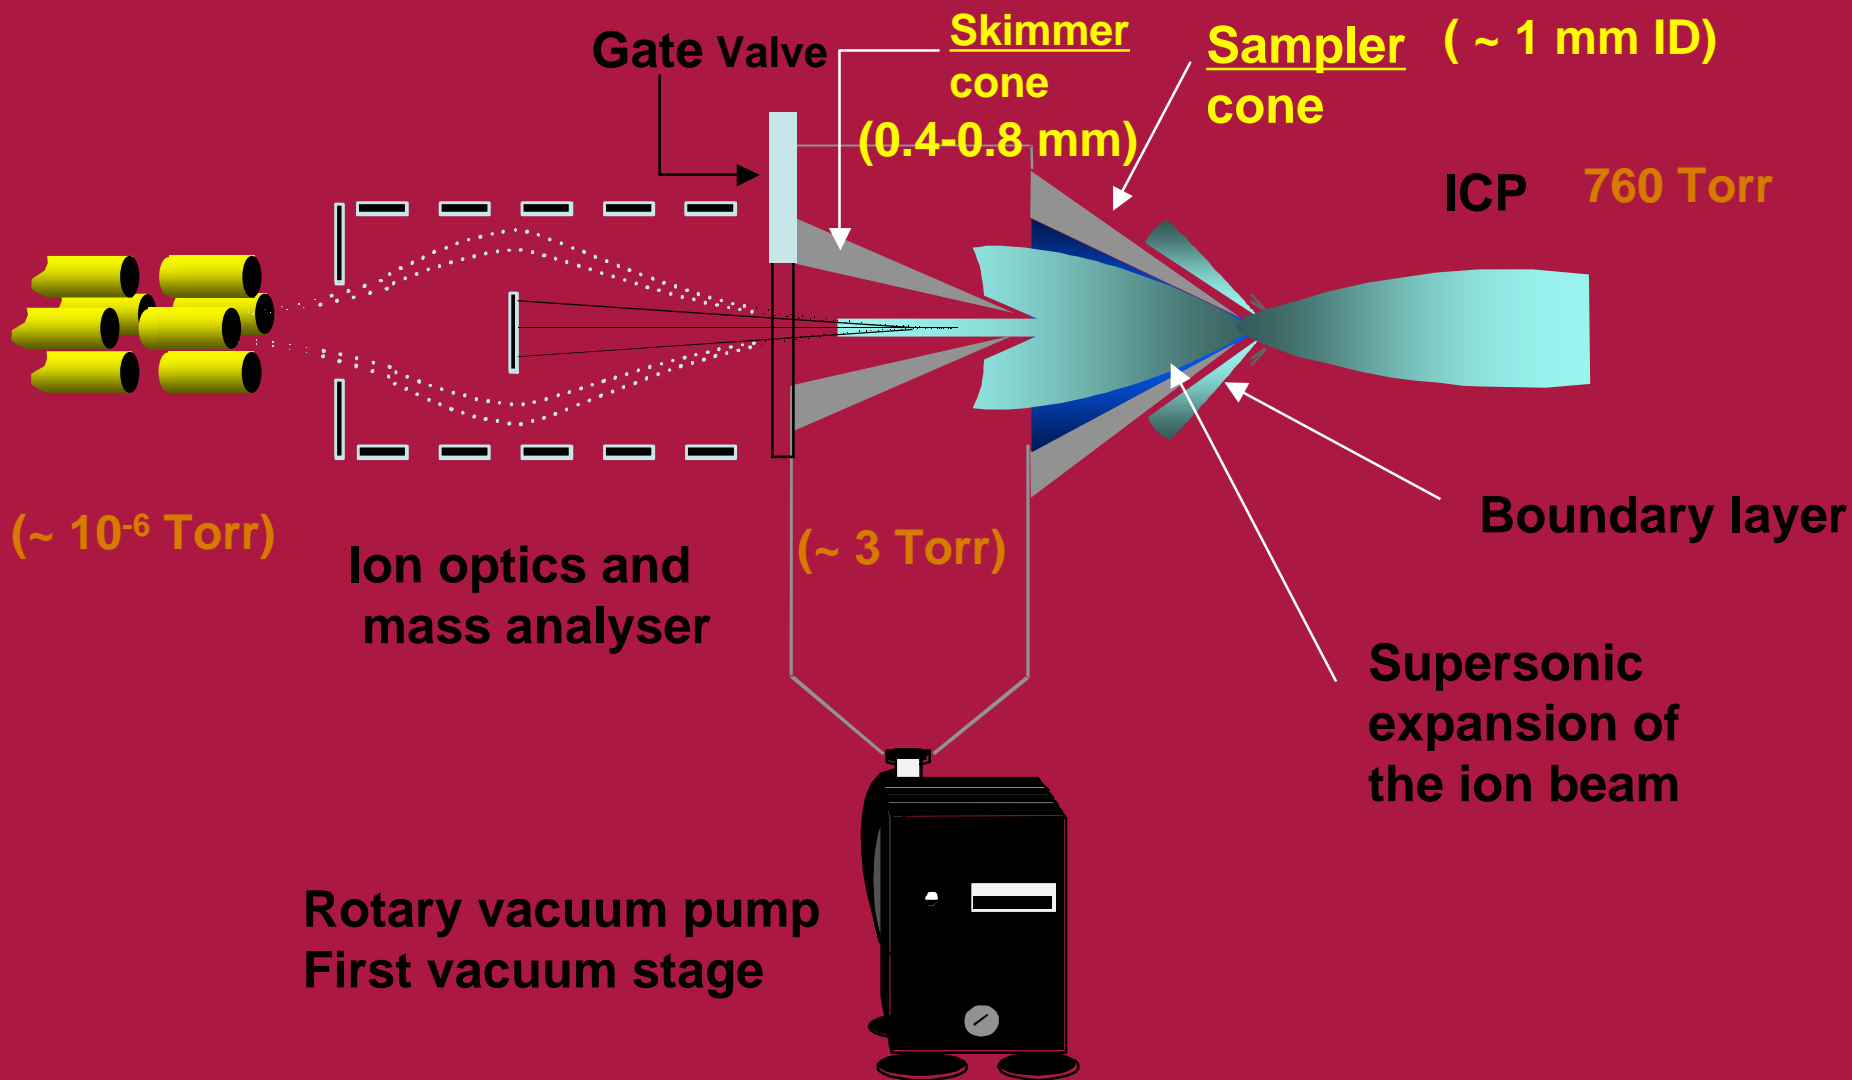 Gate Valve
Skimmer
cone
(0.4-0.8 mm)
Sampler
cone
( ~ 1 mm ID)
ICP
760 Torr
(~ 10-6 Torr)
Ion optics and
mass analyser
(~ 3 Torr)
Boundary layer
Supersonic
expansion of
the ion beam
Rotary vacuum pump
First vacuum stage